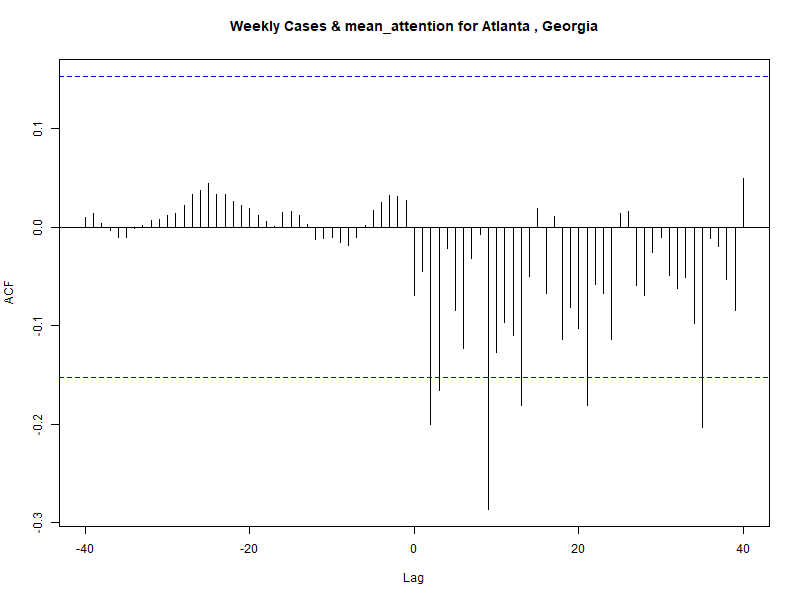 Weekly Cases & mean_attention for Atlanta , Georgia
0.1
0.0
-0.1
-0.2
-0.3
ACF
-40 -20 0 20 40
Lag